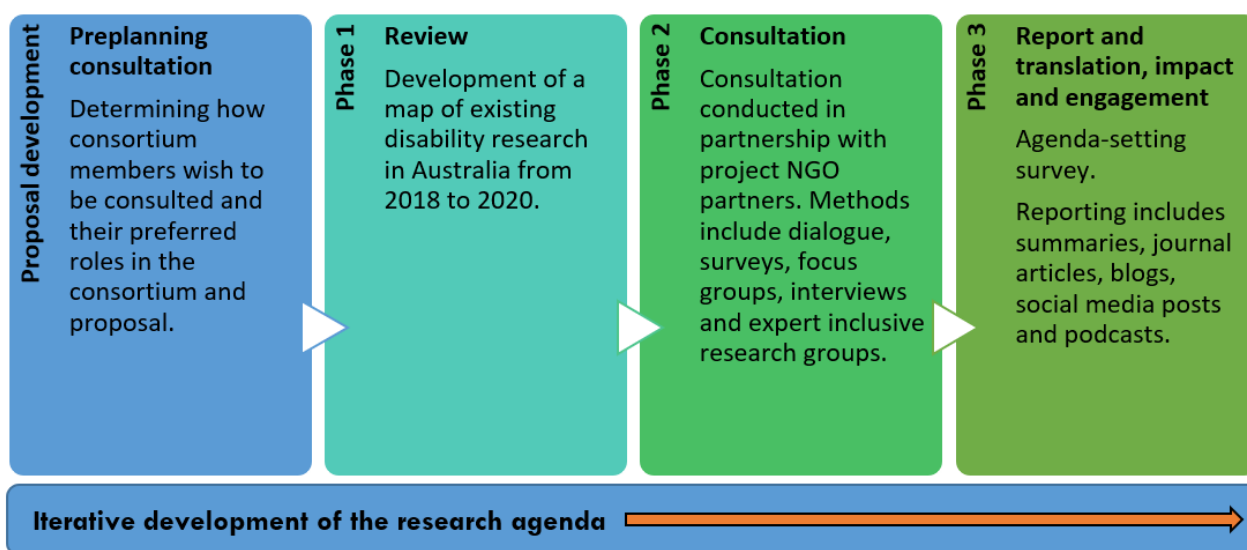 Proposal development
Preplanning
consultation
Determining how
consortium
members wish to
be consulted and
their preferred
roles in the
consortium and
proposal.
Phase 1
Review
Development of a
map of existing
disability research
in Australia from
2018 to 2020.
Phase 2
Consultation
Consultation
conducted in
partnership with
project NGO
partners. Methods
include dialogue,
surveys, focus
groups, interviews
and expert inclusive
research groups.
Phase 3
Report and
translation, impact
and engagement
Agenda-setting
survey.
Reporting includes
summaries, journal
articles, blogs,
social media posts
and podcasts.
Iterative development of the research agenda